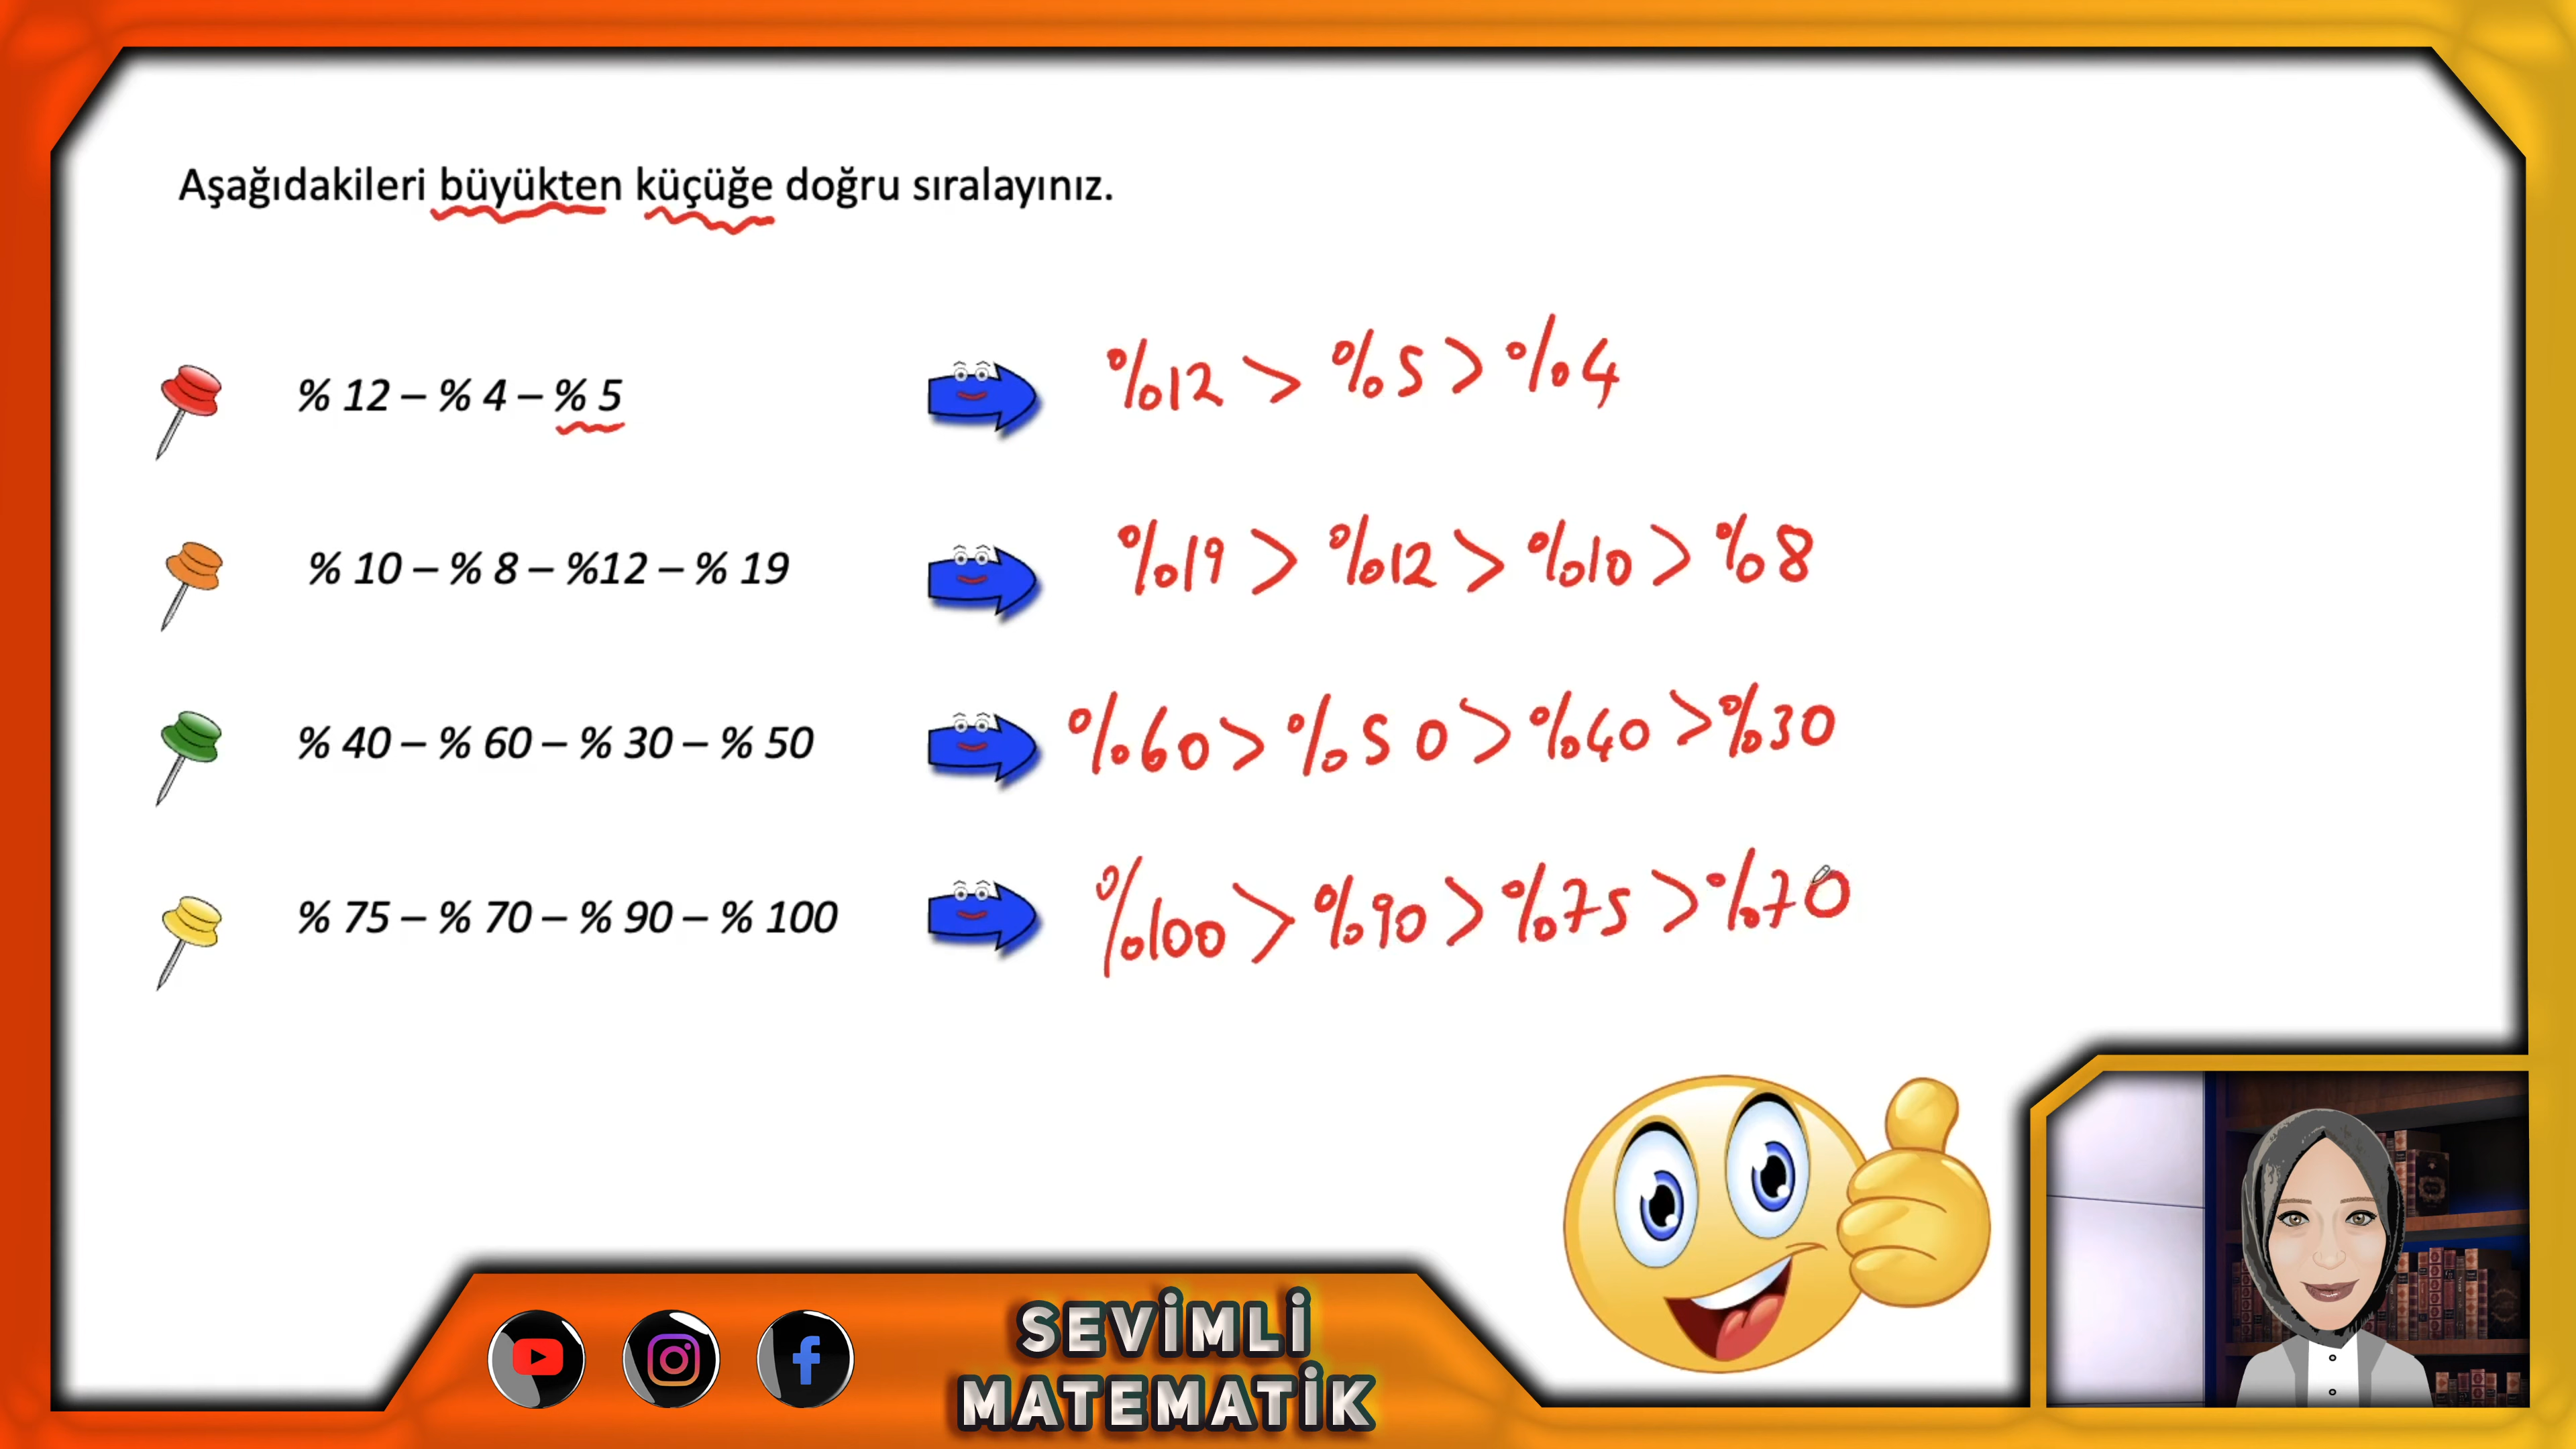 Aşağıdakileri büyükten küçüğe doğru sıralayınız.
% 12 – % 4 – % 5
%12 > %5 > %4
% 10 – % 8 – %12 – % 19
%19 > %12 > %10 > %8
% 40 – % 60 – % 30 – % 50
%60 > %50 > %40 > %30
% 75 – % 70 – % 90 – % 100
%100 > %90 > %75 > %70
SEVİMLİ
MATEMATİK